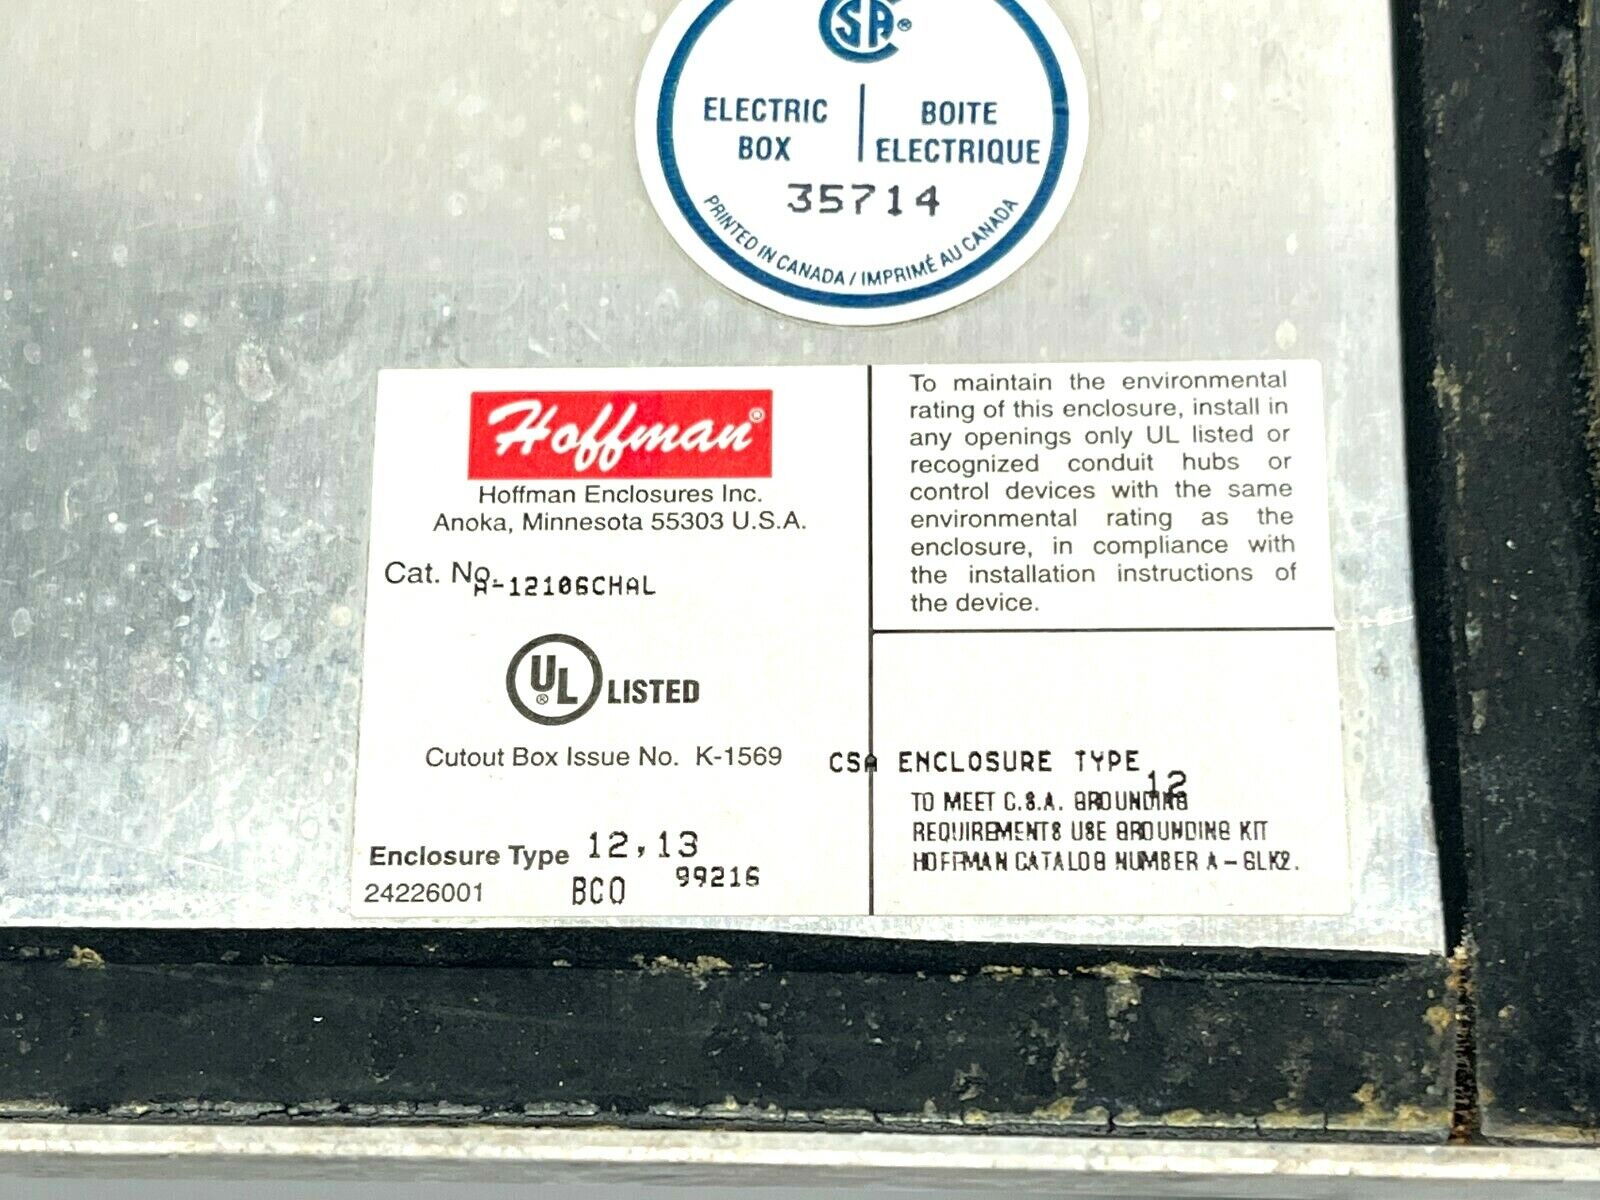 CSA®
ELECTRIC
BOX
BOITE
ELECTRIQUE
35714
PRINTED IN CANADA / IMPRIMÉ AU CANADA
Hoffman®
Hoffman Enclosures Inc.
Anoka, Minnesota 55303 U.S.A.
Cat. No. A-12106CHAL
UL® LISTED
Cutout Box Issue No. K-1569
Enclosure Type 12,13
24226001 BCO 99216
To maintain the environmental
rating of this enclosure, install in
any openings only UL listed or
recognized conduit hubs or
control devices with the same
environmental rating as the
enclosure, in compliance with
the installation instructions of
the device.
CSA ENCLOSURE TYPE 12
TO MEET C.S.A. GROUNDING
REQUIREMENTS USE GROUNDING KIT
HOFFMAN CATALOG NUMBER A-GLK2.